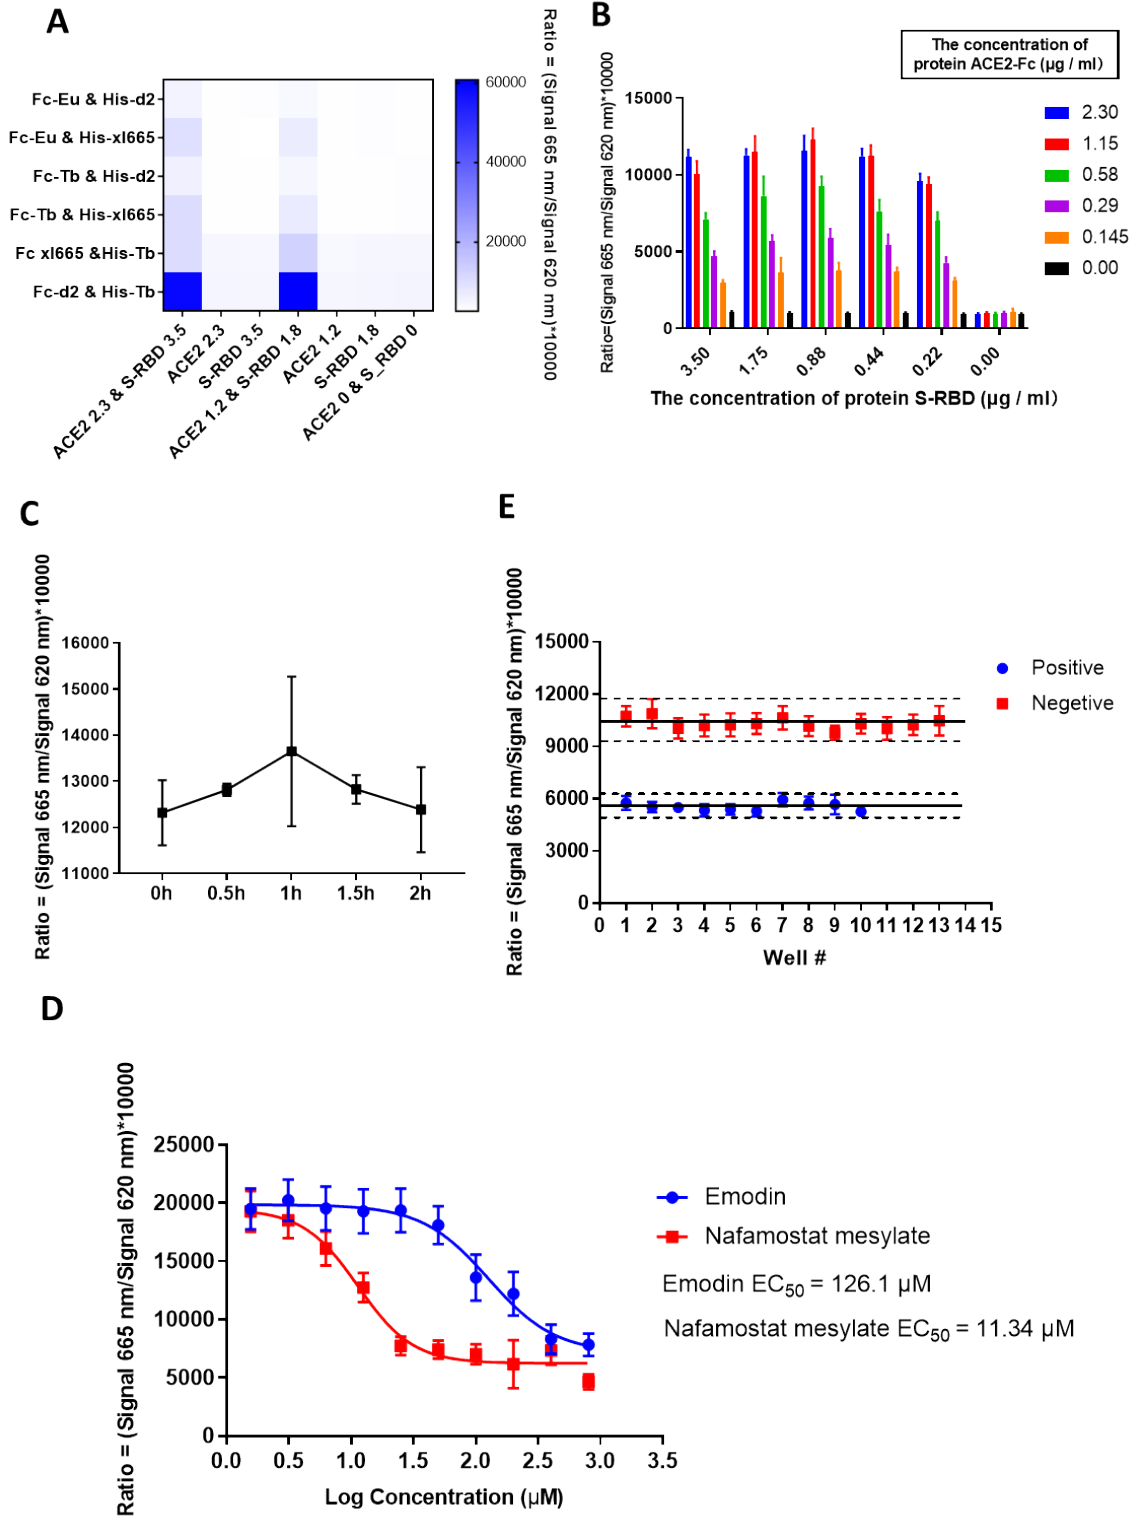 A
Fc-Eu & His-d2
Fc-Eu & His-xl665
Fc-Tb & His-d2
Fc-Tb & His-xl665
Fc xl665 &His-Tb
Fc-d2 & His-Tb
ACE2 2.3 & S-RBD 3.5
ACE2 2.3
S-RBD 3.5
ACE2 1.2 & S-RBD 1.8
ACE2 1.2
S-RBD 1.8
ACE2 0 & S_RBD 0
60000
40000
20000
Ratio = (Signal 665 nm/Signal 620 nm)*10000
B
The concentration of
protein ACE2-Fc (μg / ml)
2.30
1.15
0.58
0.29
0.145
0.00
Ratio=(Signal 665 nm/Signal 620 nm)*10000
15000
10000
5000
0
3.50
1.75
0.88
0.44
0.22
0.00
The concentration of protein S-RBD (μg / ml)
C
Ratio = (Signal 665 nm/Signal 620 nm)*10000
16000
15000
14000
13000
12000
11000
0h
0.5h
1h
1.5h
2h
E
Ratio = (Signal 665 nm/Signal 620 nm)*10000
15000
12000
9000
6000
3000
0
0 1 2 3 4 5 6 7 8 9 10 11 12 13 14 15
Well #
Positive
Negetive
D
Ratio = (Signal 665 nm/Signal 620 nm)*10000
25000
20000
15000
10000
5000
0
0.0 0.5 1.0 1.5 2.0 2.5 3.0 3.5
Log Concentration (μM)
Emodin
Nafamostat mesylate
Emodin EC50 = 126.1 μM
Nafamostat mesylate EC50 = 11.34 μM